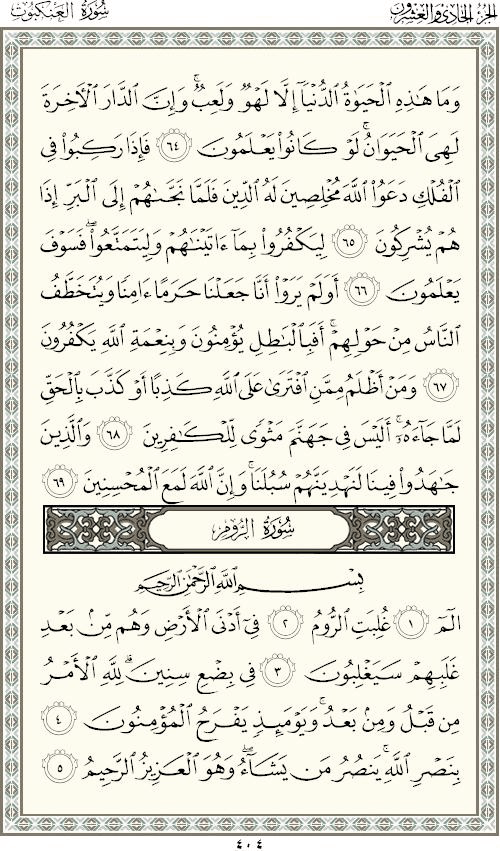 الجزء الحادي والعشرون سُورَةُ العَنكَبُوت
وَمَا هَٰذِهِ ٱلْحَيَوٰةُ ٱلدُّنْيَآ إِلَّا لَهْوٌ وَلَعِبٌ ۚ وَإِنَّ ٱلدَّارَ ٱلْءَاخِرَةَ
لَهِىَ ٱلْحَيَوَانُ ۚ لَوْ كَانُوا۟ يَعْلَمُونَ ٦٤ فَإِذَا رَكِبُوا۟ فِى
ٱلْفُلْكِ دَعَوُا۟ ٱللَّهَ مُخْلِصِينَ لَهُ ٱلدِّينَ فَلَمَّا نَجَّىٰهُمْ إِلَى ٱلْبَرِّ إِذَا
هُمْ يُشْرِكُونَ ٦٥ لِيَكْفُرُوا۟ بِمَآ ءَاتَيْنَٰهُمْ وَلِيَتَمَتَّعُوا۟ ۖ فَسَوْفَ
يَعْلَمُونَ ٦٦ أَوَلَمْ يَرَوْا۟ أَنَّا جَعَلْنَا حَرَمًا ءَامِنًا وَيُتَخَطَّفُ
ٱلنَّاسُ مِنْ حَوْلِهِمْ ۚ أَفَبِٱلْبَٰطِلِ يُؤْمِنُونَ وَبِنِعْمَةِ ٱللَّهِ يَكْفُرُونَ
٦٧ وَمَنْ أَظْلَمُ مِمَّنِ ٱفْتَرَىٰ عَلَى ٱللَّهِ كَذِبًا أَوْ كَذَّبَ بِٱلْحَقِّ
لَمَّا جَآءَهُۥٓ ۚ أَلَيْسَ فِى جَهَنَّمَ مَثْوًى لِّلْكَٰفِرِينَ ٦٨ وَٱلَّذِينَ
جَٰهَدُوا۟ فِينَا لَنَهْدِيَنَّهُمْ سُبُلَنَا ۚ وَإِنَّ ٱللَّهَ لَمَعَ ٱلْمُحْسِنِينَ ٦٩
سُورَةُ الرُّومِ
بِسْمِ ٱللَّهِ ٱلرَّحْمَٰنِ ٱلرَّحِيمِ
الٓمٓ ١ غُلِبَتِ ٱلرُّومُ ٢ فِىٓ أَدْنَى ٱلْأَرْضِ وَهُم مِّنۢ بَعْدِ
غَلَبِهِمْ سَيَغْلِبُونَ ٣ فِى بِضْعِ سِنِينَ ۗ لِلَّهِ ٱلْأَمْرُ
مِن قَبْلُ وَمِنۢ بَعْدُ ۚ وَيَوْمَئِذٍ يَفْرَحُ ٱلْمُؤْمِنُونَ ٤
بِنَصْرِ ٱللَّهِ ۚ يَنصُرُ مَن يَشَآءُ ۖ وَهُوَ ٱلْعَزِيزُ ٱلرَّحِيمُ ٥
٤٠٤